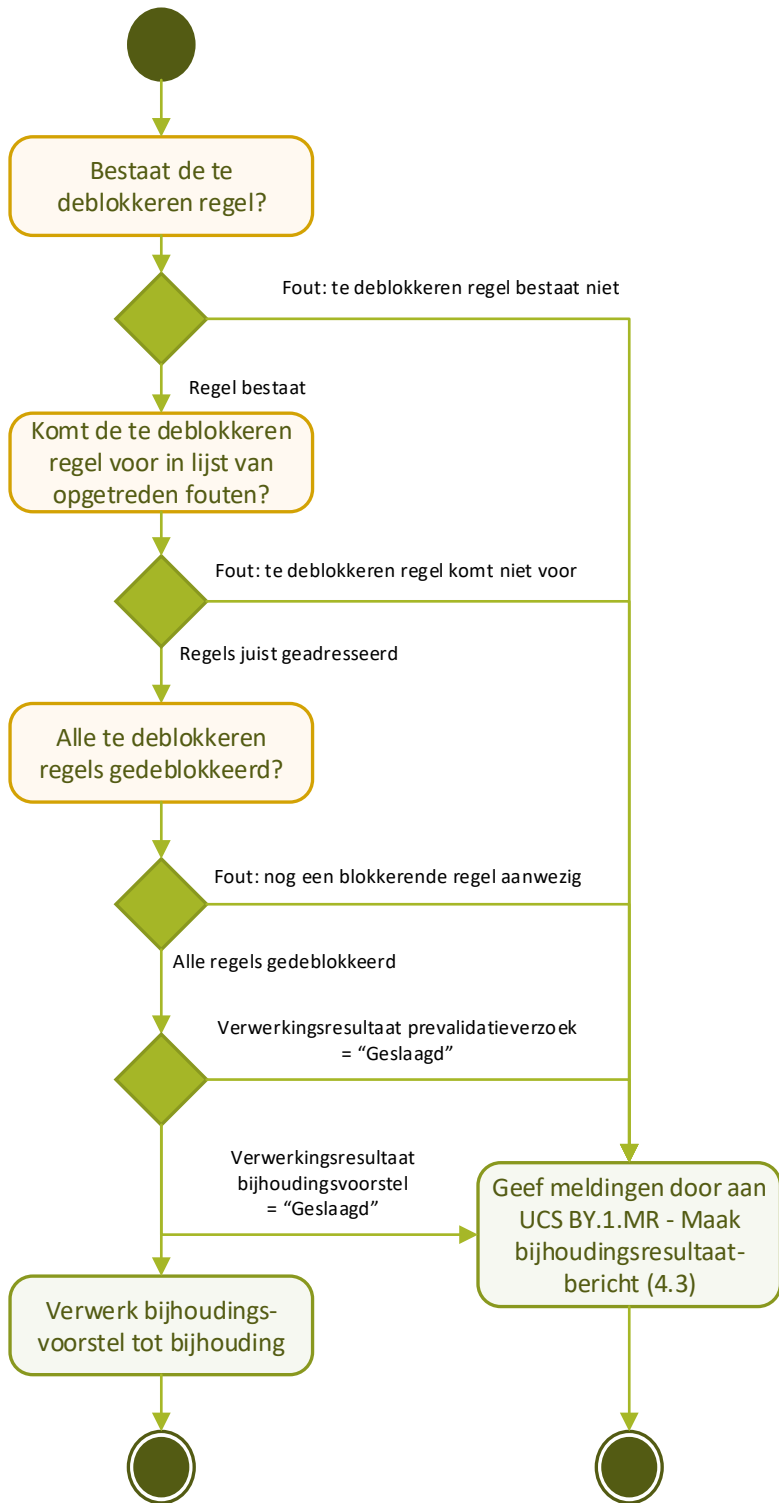 Bestaat de te
deblokkeren regel?
Fout: te deblokkeren regel bestaat niet
Regel bestaat
Komt de te deblokkeren
regel voor in lijst van
opgetreden fouten?
Fout: te deblokkeren regel komt niet voor
Regels juist geadresseerd
Alle te deblokkeren
regels gedeblokkeerd?
Fout: nog een blokkerende regel aanwezig
Alle regels gedeblokkeerd
Verwerkingsresultaat prevalidatieverzoek
= “Geslaagd”
Verwerkingsresultaat
bijhoudingsvoorstel
= “Geslaagd”
Geef meldingen door aan
UCS BY.1.MR - Maak
bijhoudingsresultaat-
bericht (4.3)
Verwerk bijhoudings-
voorstel tot bijhouding